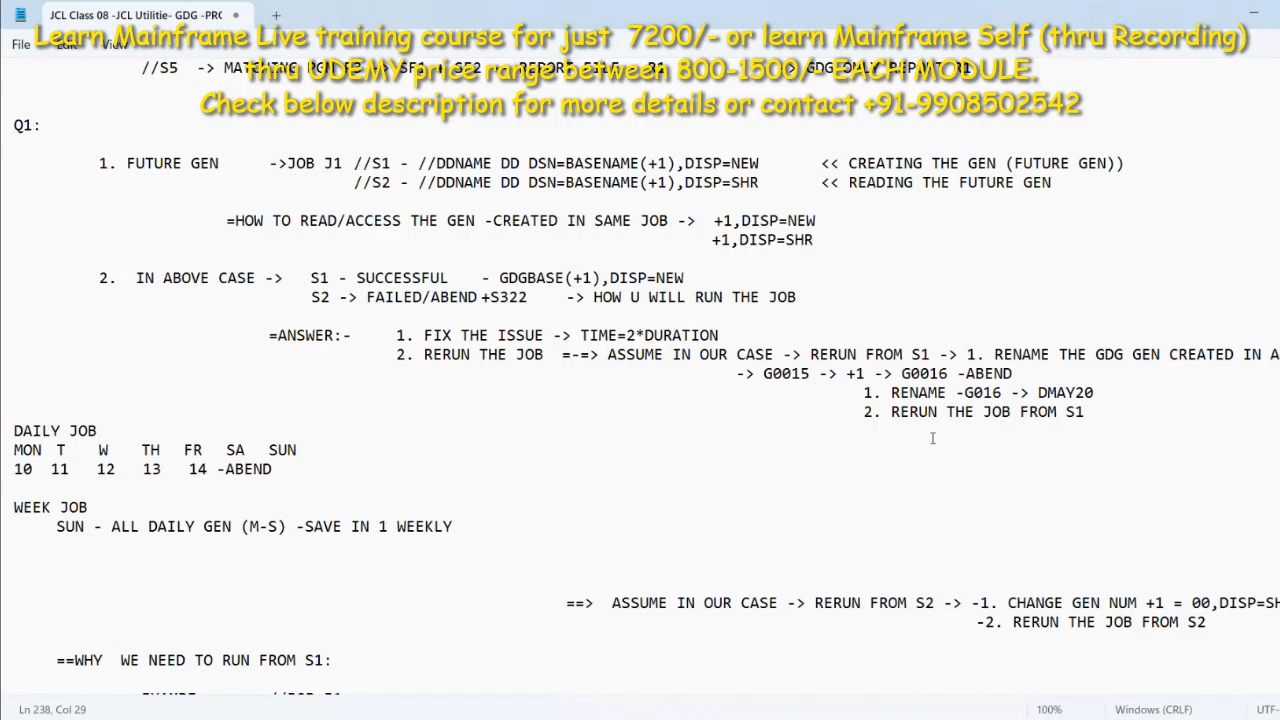 JCL Class 08 -JCL Utilitie- GDG -PRC
Learn Mainframe Live training course for just 7200/- or learn Mainframe Self (thru Recording)
File Edit View
thru UDEMY price range between 800-1500/- EACH MODULE.
//S5 -> MATCHING
Check below description for more details or contact +91-9908502542
Q1:
1. FUTURE GEN ->JOB J1 //S1 - //DDNAME DD DSN=BASENAME(+1),DISP=NEW << CREATING THE GEN (FUTURE GEN))
//S2 - //DDNAME DD DSN=BASENAME(+1),DISP=SHR << READING THE FUTURE GEN
=HOW TO READ/ACCESS THE GEN -CREATED IN SAME JOB -> +1,DISP=NEW
+1,DISP=SHR
2. IN ABOVE CASE -> S1 - SUCCESSFUL - GDGBASE(+1),DISP=NEW
S2 -> FAILED/ABEND +S322 -> HOW U WILL RUN THE JOB
=ANSWER:- 1. FIX THE ISSUE -> TIME=2*DURATION
2. RERUN THE JOB =-=> ASSUME IN OUR CASE -> RERUN FROM S1 -> 1. RENAME THE GDG GEN CREATED IN A
-> G0015 -> +1 -> G0016 -ABEND
1. RENAME -G016 -> DMAY20
2. RERUN THE JOB FROM S1
DAILY JOB
MON T W TH FR SA SUN
10 11 12 13 14 -ABEND
WEEK JOB
SUN - ALL DAILY GEN (M-S) -SAVE IN 1 WEEKLY
==> ASSUME IN OUR CASE -> RERUN FROM S2 -> -1. CHANGE GEN NUM +1 = 00,DISP=SH
-2. RERUN THE JOB FROM S2
==WHY WE NEED TO RUN FROM S1:
Ln 238, Col 29 100% Windows (CRLF) UTF-